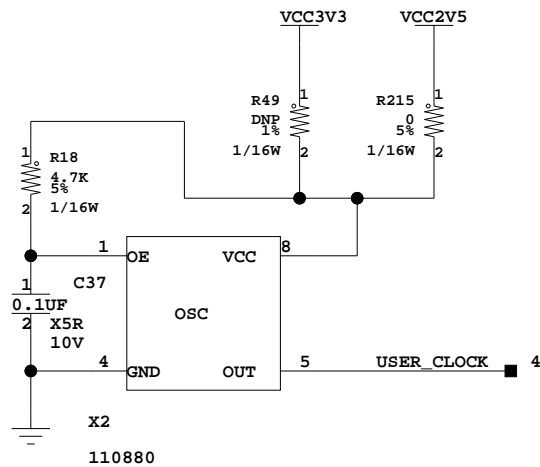 VCC3V3
VCC2V5
1
R49
DNP
1%
1/16W
2
1
R215
0
5%
1/16W
2
1
R18
4.7K
5%
1/16W
2
1
OE
VCC
8
1
C37
0.1UF
2
X5R
10V
OSC
4
GND
OUT
5
USER_CLOCK
4
X2
110880